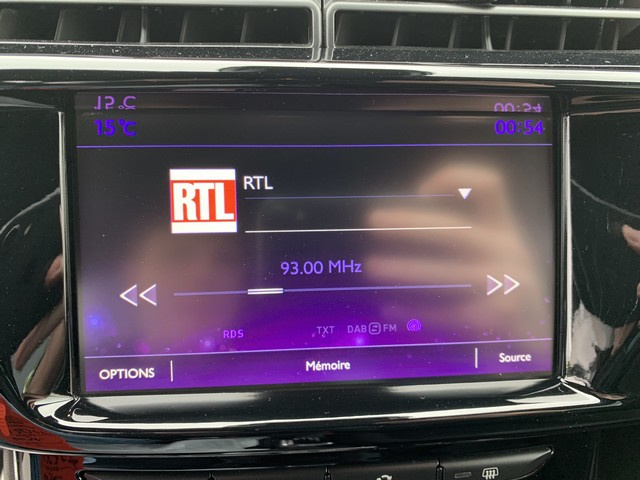 15°C 00:54
RTL
RTL
93.00 MHz
RDS TXT DAB S FM
OPTIONS Mémoire Source